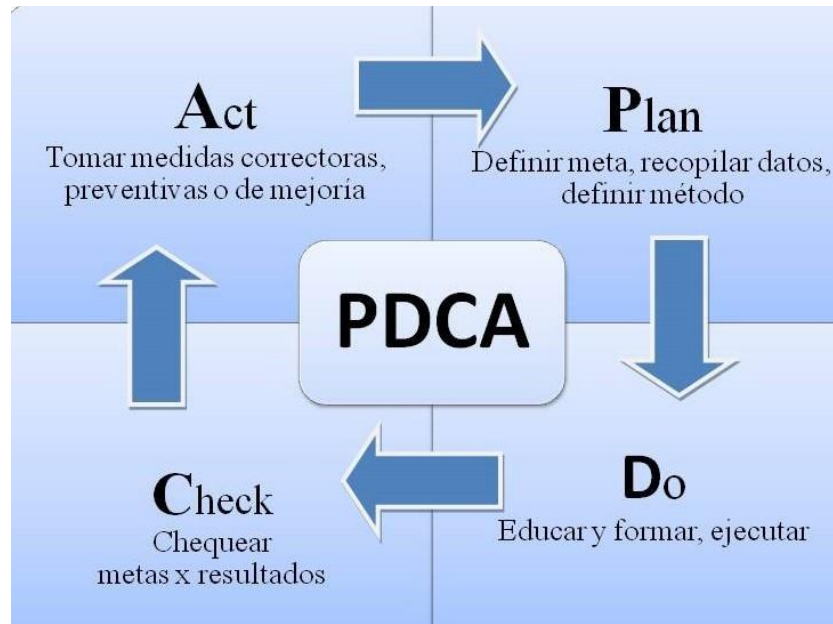 Act
Tomar medidas correctoras,
preventivas o de mejoría
Plan
Definir meta, recopilar datos,
definir método
PDCA
Check
Chequear
metas x resultados
Do
Educar y formar, ejecutar